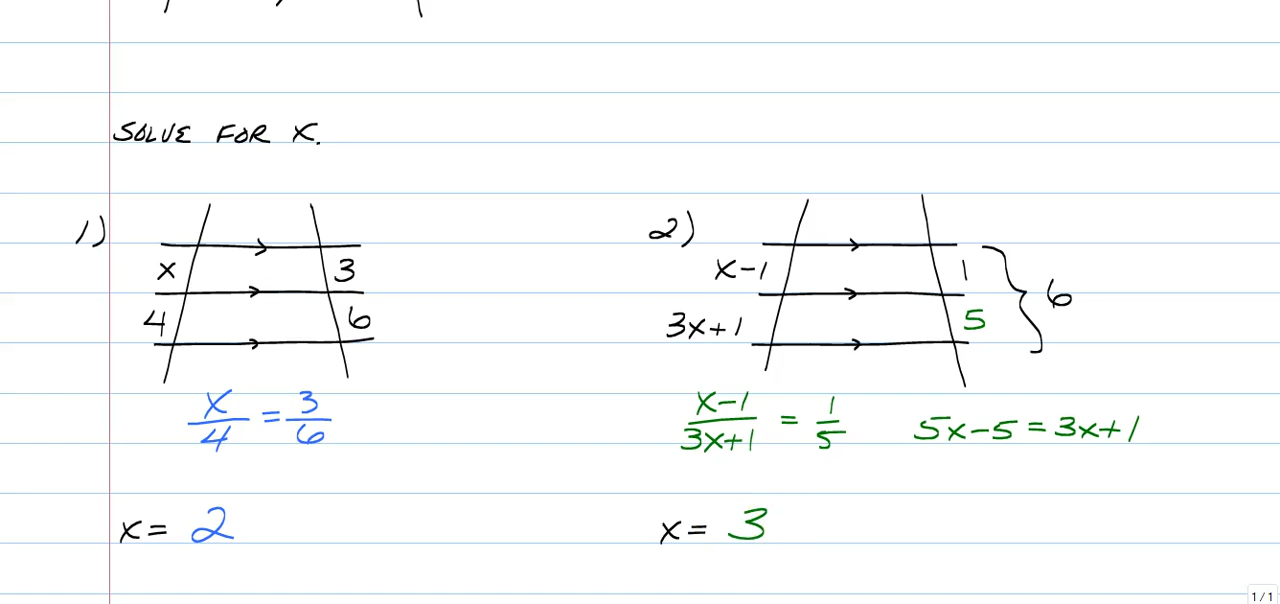 SOLVE FOR X.
1)
x 3
4 6
x/4 = 3/6
x = 2
2)
x-1 1
6
3x+1 5
x-1/3x+1 = 1/5 5x-5 = 3x+1
x = 3
1/1